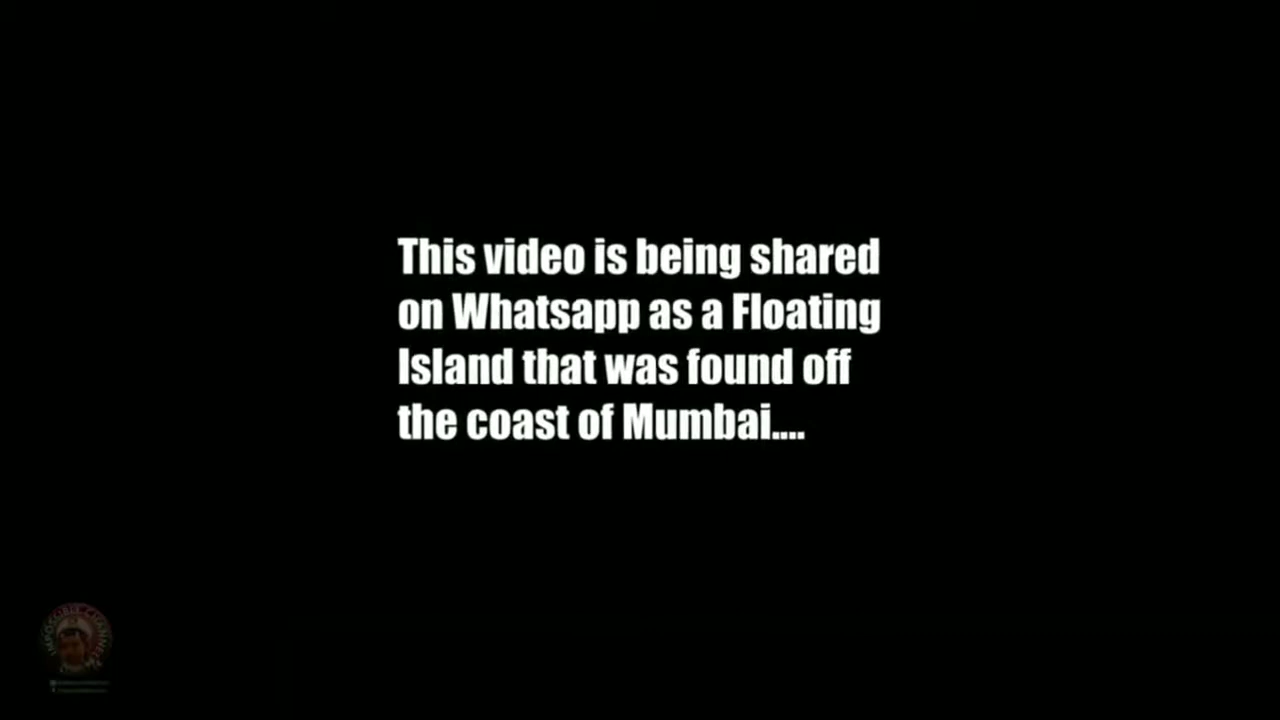 This video is being shared
on Whatsapp as a Floating
Island that was found off
the coast of Mumbai....